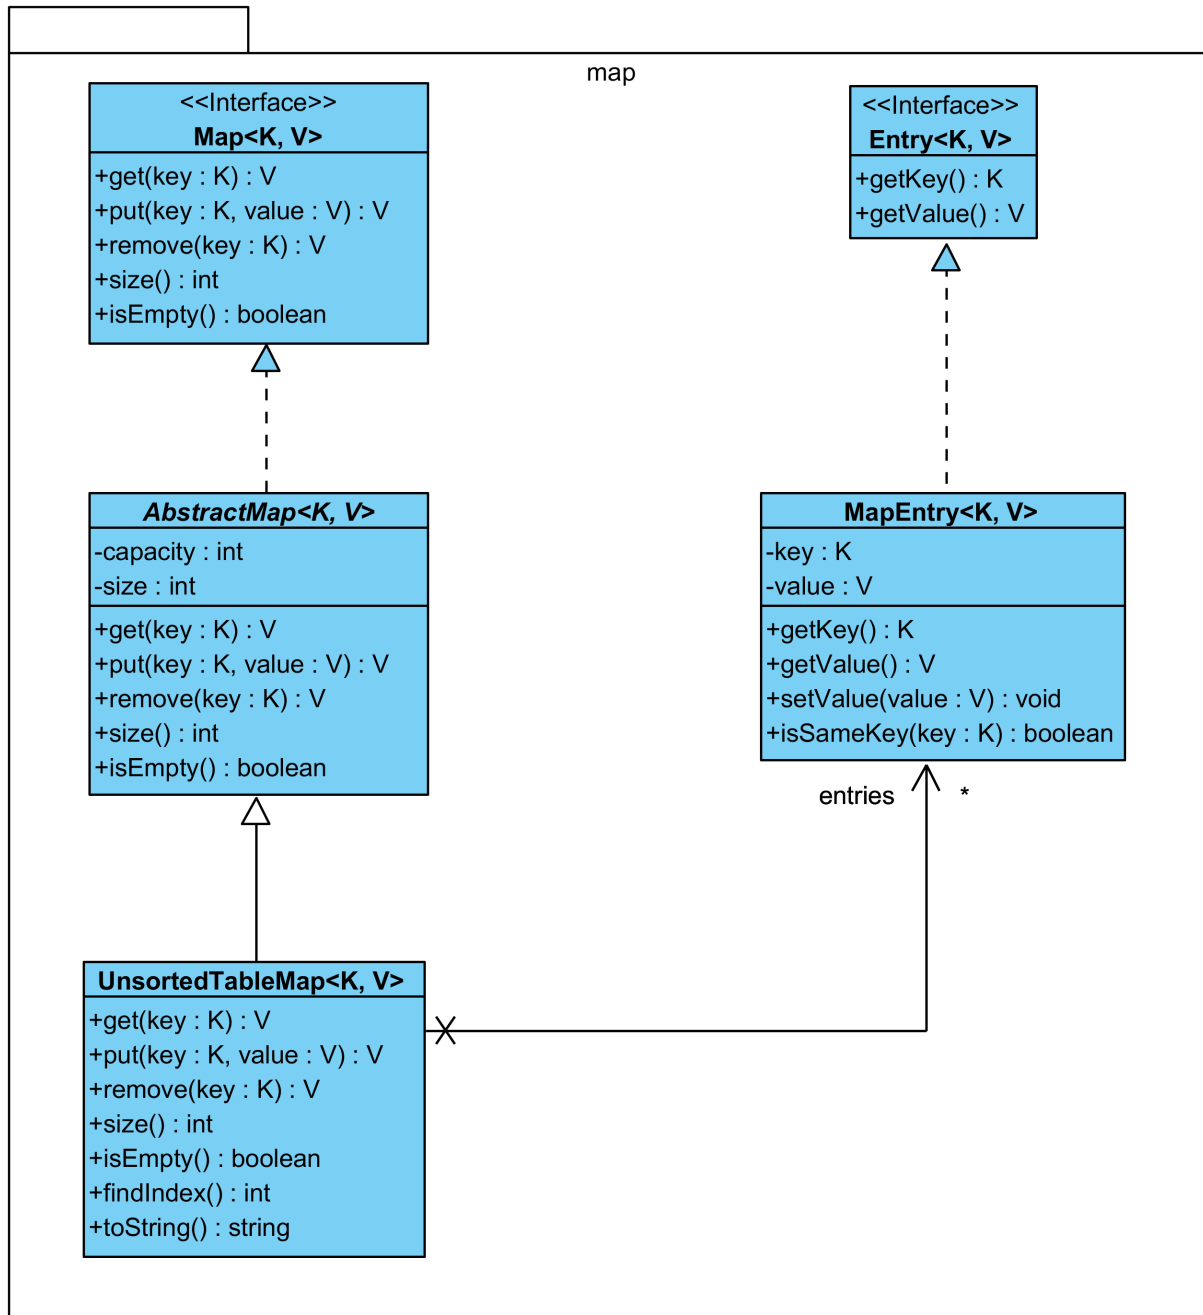 map
<<Interface>>
Map<K, V>
+get(key : K) : V
+put(key : K, value : V) : V
+remove(key : K) : V
+size() : int
+isEmpty() : boolean
<<Interface>>
Entry<K, V>
+getKey() : K
+getValue() : V
AbstractMap<K, V>
-capacity : int
-size : int
+get(key : K) : V
+put(key : K, value : V) : V
+remove(key : K) : V
+size() : int
+isEmpty() : boolean
MapEntry<K, V>
-key : K
-value : V
+getKey() : K
+getValue() : V
+setValue(value : V) : void
+isSameKey(key : K) : boolean
entries *
UnsortedTableMap<K, V>
+get(key : K) : V
+put(key : K, value : V) : V
+remove(key : K) : V
+size() : int
+isEmpty() : boolean
+findIndex() : int
+toString() : string